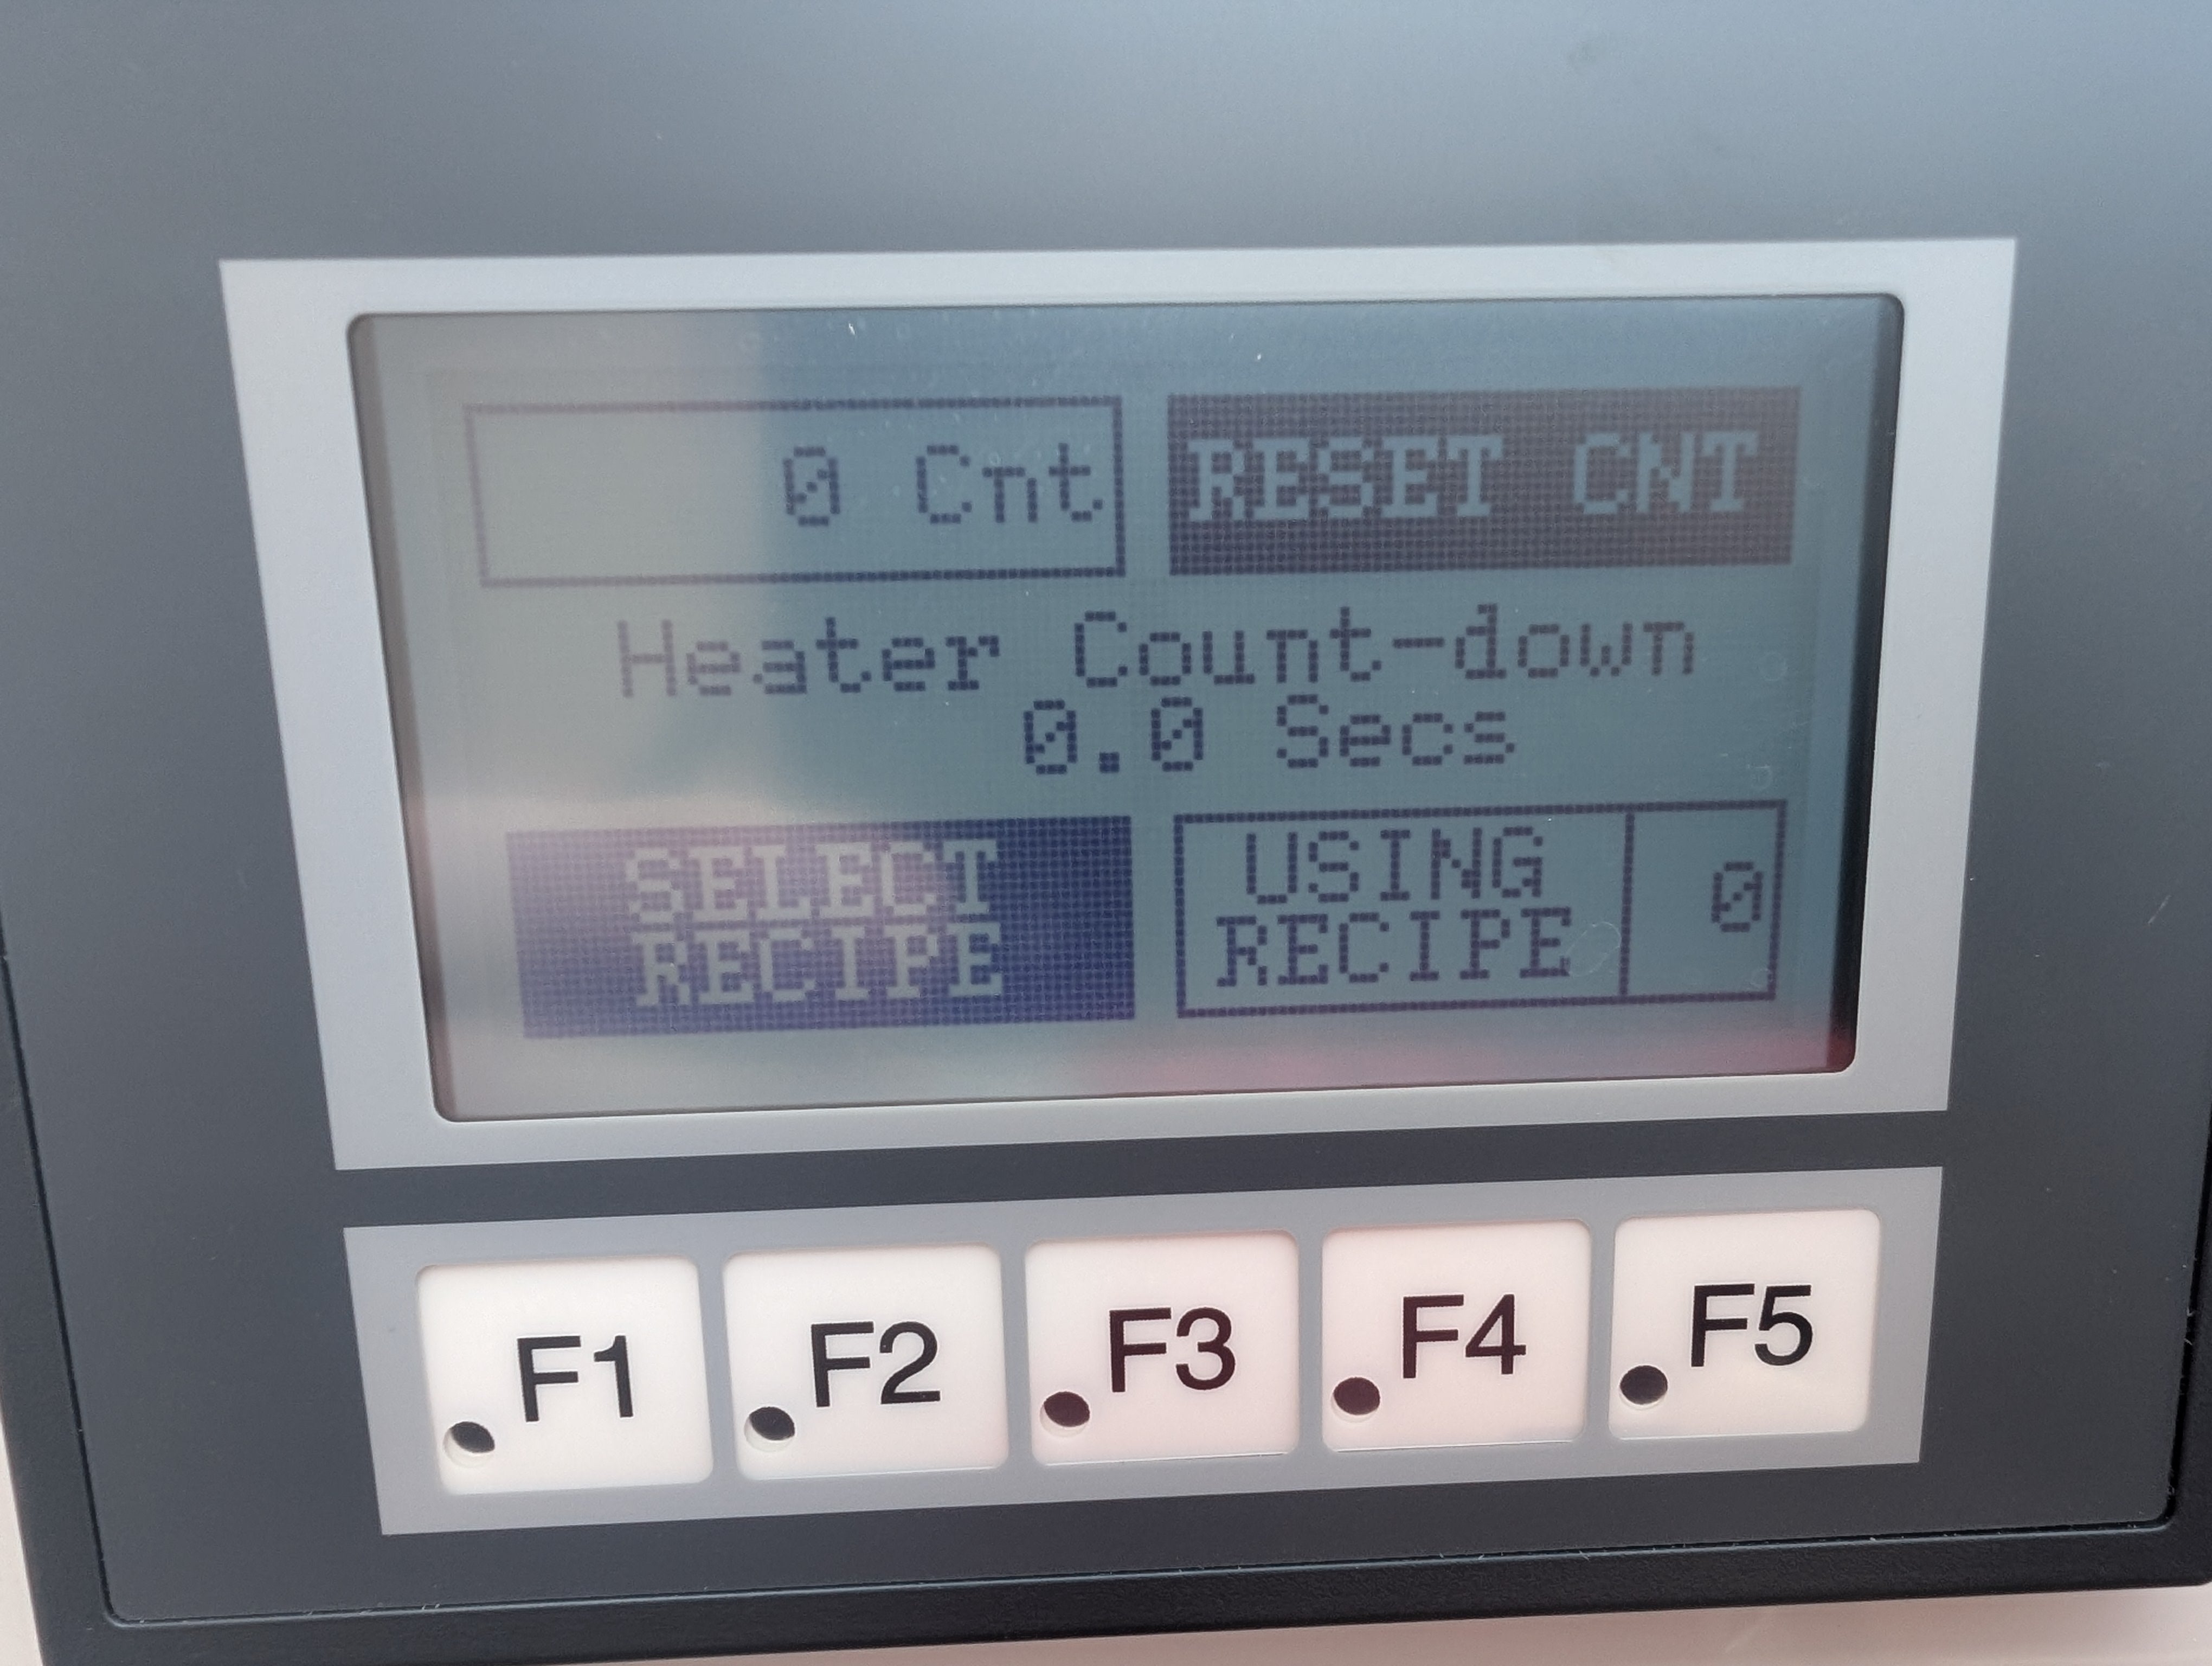 0 Cnt RESET CNT
Heater Count-down
0.0 Secs
SELECT
RECIPE
USING
RECIPE
0
F1 F2 F3 F4 F5